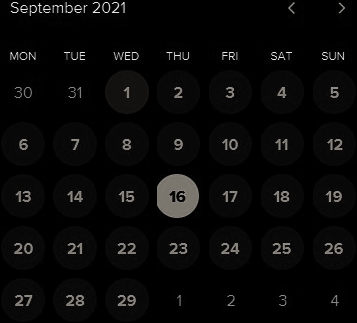 September 2021
MON TUE WED THU FRI SAT SUN
30 31 1 2 3 4 5
6 7 8 9 10 11 12
13 14 15 16 17 18 19
20 21 22 23 24 25 26
27 28 29 1 2 3 4